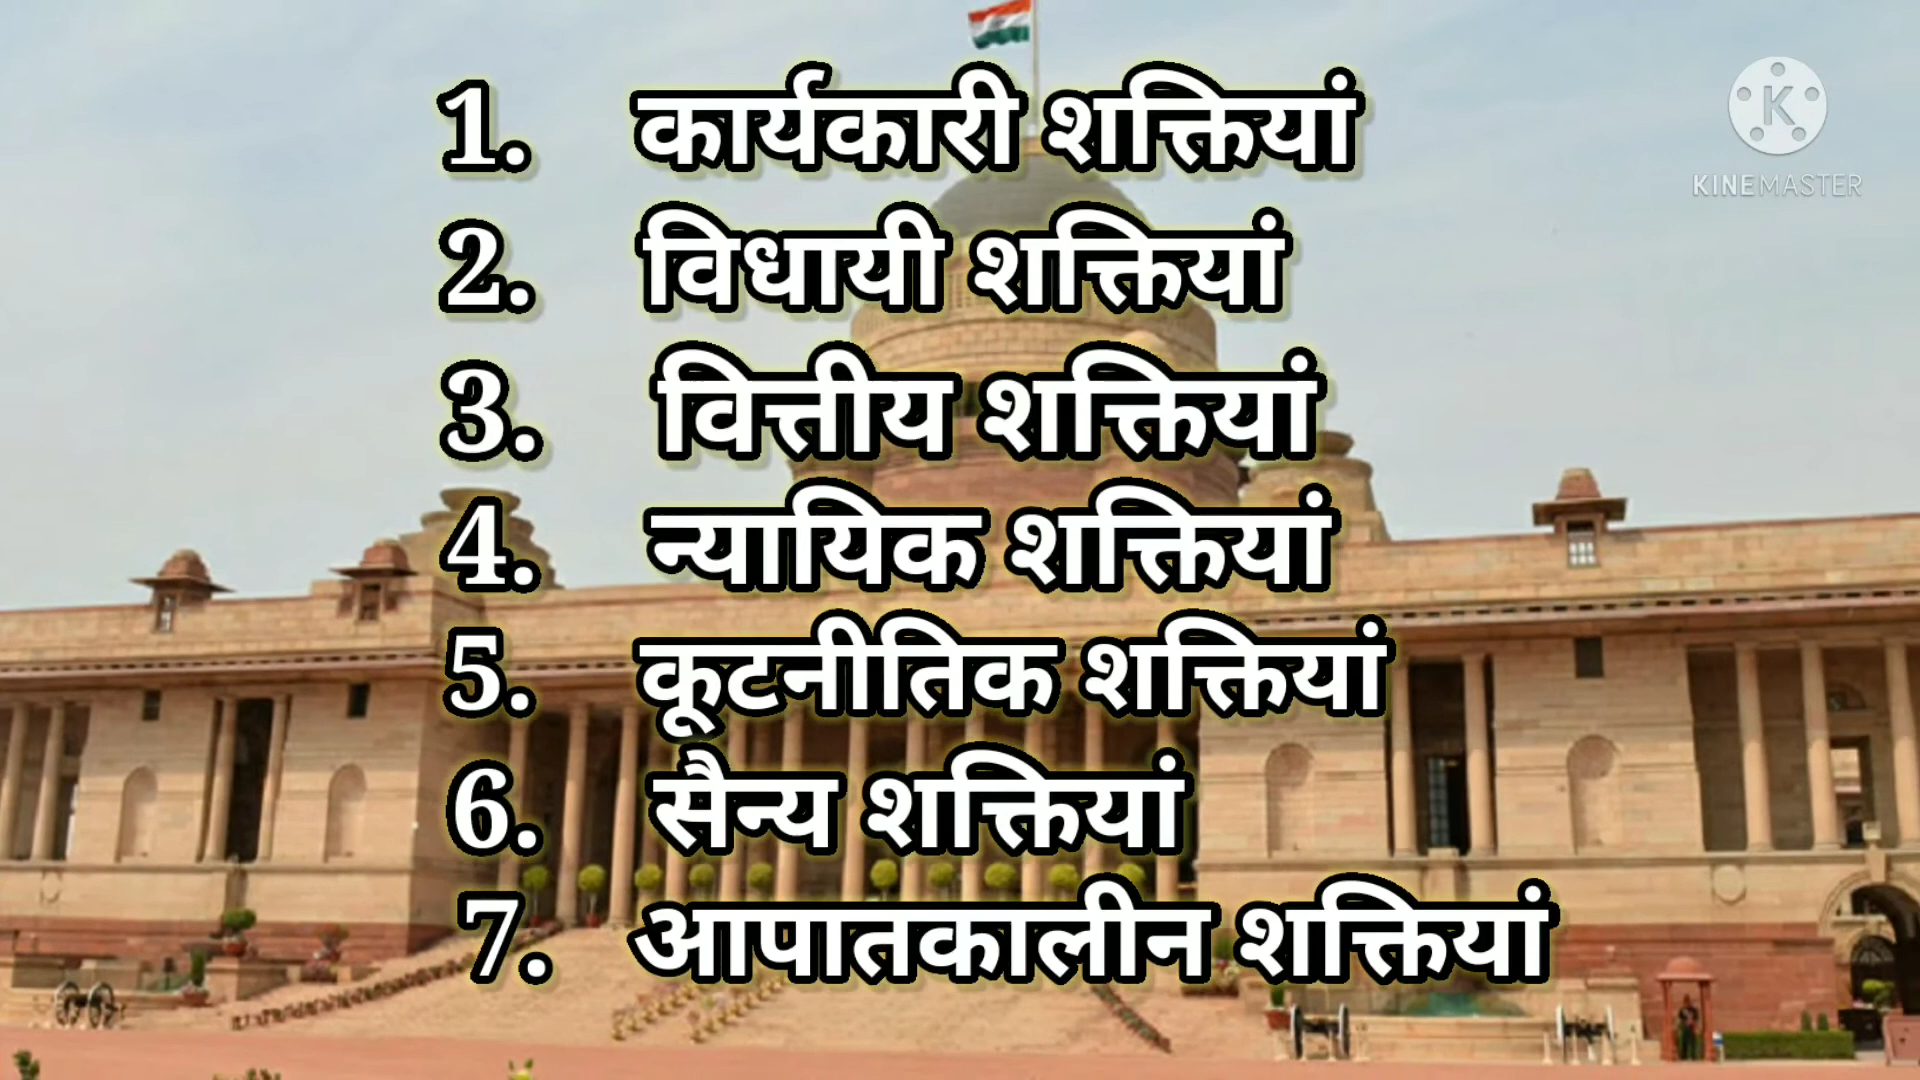 1. कार्यकारी शक्तियां
2. विधायी शक्तियां
3. वित्तीय शक्तियां
4. न्यायिक शक्तियां
5. कूटनीतिक शक्तियां
6. सैन्य शक्तियां
7. आपातकालीन शक्तियां
K
KINEMASTER